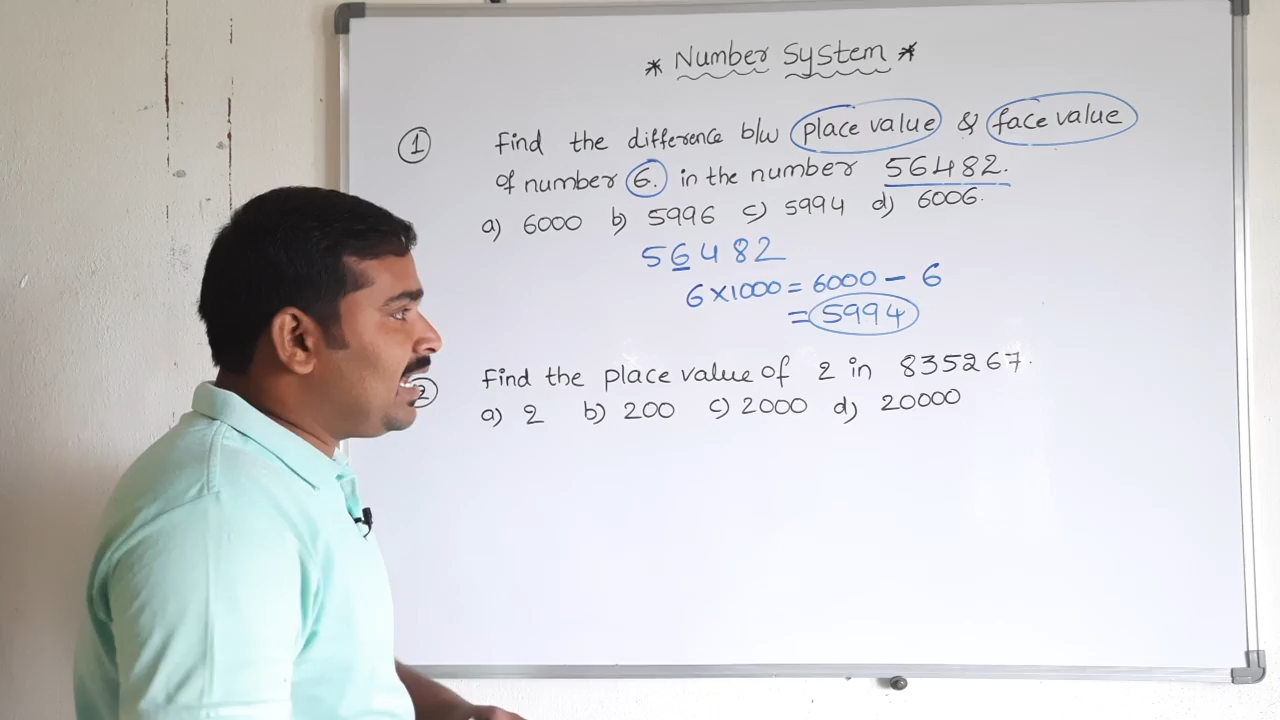 * Number System *
① Find the difference b/w place value & face value
of number 6. in the number 56482.
a) 6000 b) 5996 c) 5994 d) 6006.
56482
6×1000 = 6000 − 6
= 5994
② Find the place value of 2 in 835267.
a) 2 b) 200 c) 2000 d) 20000